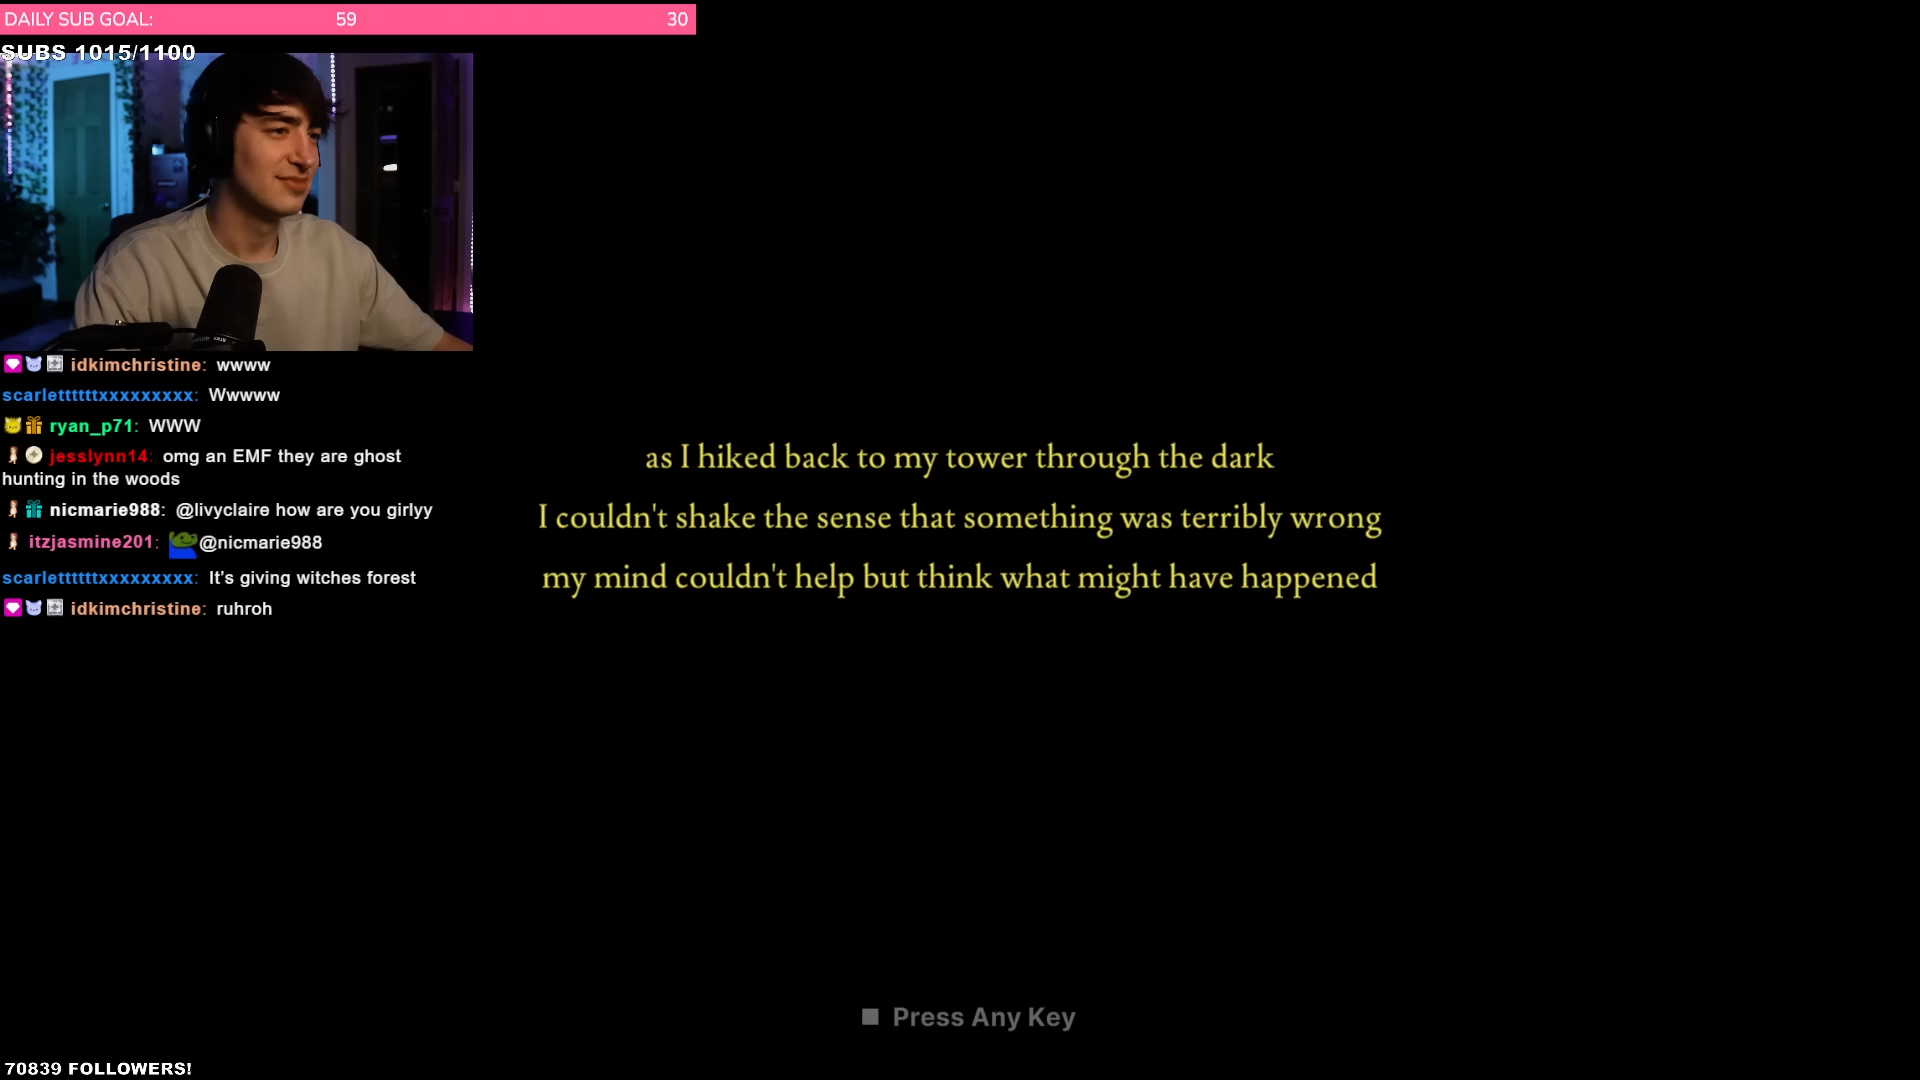 DAILY SUB GOAL: 59 30
SUBS 1015/1100
idkimchristine: wwww
scarlettttttxxxxxxxxx: Wwwww
ryan_p71: WWW
jesslynn14: omg an EMF they are ghost
hunting in the woods
nicmarie988: @livyclaire how are you girlyy
itzjasmine201: @nicmarie988
scarlettttttxxxxxxxxx: It's giving witches forest
idkimchristine: ruhroh
as I hiked back to my tower through the dark
I couldn't shake the sense that something was terribly wrong
my mind couldn't help but think what might have happened
Press Any Key
70839 FOLLOWERS!